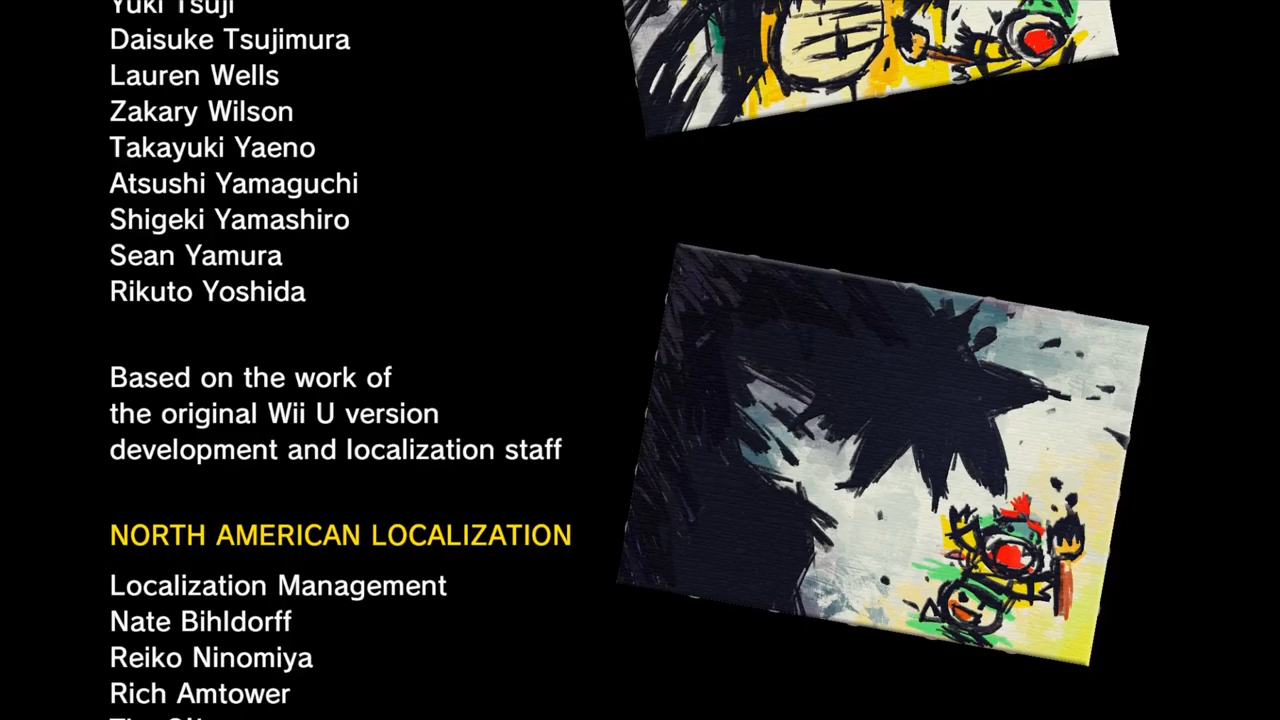 Yuki Tsuji
Daisuke Tsujimura
Lauren Wells
Zakary Wilson
Takayuki Yaeno
Atsushi Yamaguchi
Shigeki Yamashiro
Sean Yamura
Rikuto Yoshida
Based on the work of
the original Wii U version
development and localization staff
NORTH AMERICAN LOCALIZATION
Localization Management
Nate Bihldorff
Reiko Ninomiya
Rich Amtower